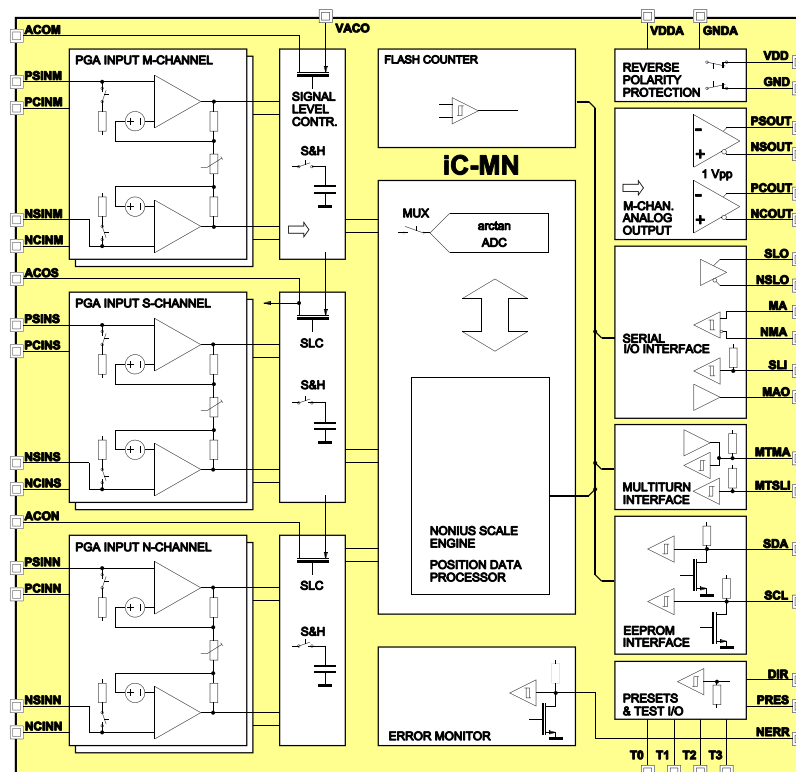 ACOM
VACO
VDDA
GNDA
PGA INPUT M-CHANNEL
PSINM
PCINM
NSINM
NCINM
SIGNAL
LEVEL
CONTR.
S&H
FLASH COUNTER
iC-MN
MUX
arctan
ADC
REVERSE
POLARITY
PROTECTION
VDD
GND
PSOUT
NSOUT
1 Vpp
PCOUT
NCOUT
M-CHAN.
ANALOG
OUTPUT
ACOS
PGA INPUT S-CHANNEL
PSINS
PCINS
NSINS
NCINS
SLC
S&H
SLO
NSLO
MA
NMA
SERIAL
I/O INTERFACE
SLI
MAO
MTMA
MTSLI
MULTITURN
INTERFACE
ACON
PGA INPUT N-CHANNEL
PSINN
PCINN
NSINN
NCINN
SLC
S&H
NONIUS SCALE
ENGINE
POSITION DATA
PROCESSOR
SDA
SCL
EEPROM
INTERFACE
ERROR MONITOR
DIR
PRES
PRESETS
& TEST I/O
NERR
T0 T1 T2 T3
- +
- +
- +
- +
- +
- +
-
+
-
+